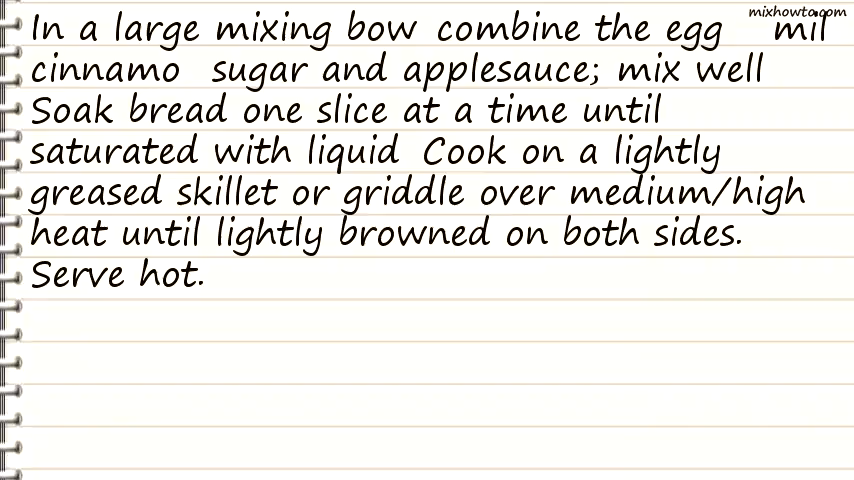 mixhowto.com
In a large mixing bow combine the egg mil
cinnamo sugar and applesauce; mix well
Soak bread one slice at a time until
saturated with liquid Cook on a lightly
greased skillet or griddle over medium/high
heat until lightly browned on both sides.
Serve hot.